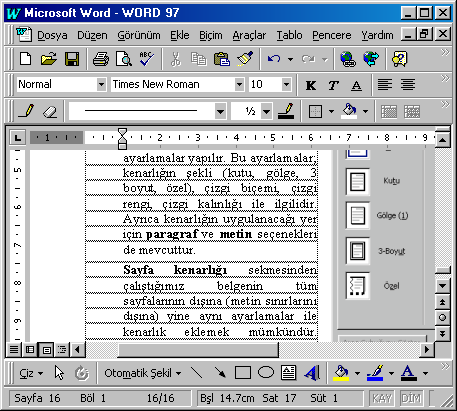 Microsoft Word - WORD 97
Dosya Düzen Görünüm Ekle Biçim Araçlar Tablo Pencere Yardım
Normal Times New Roman 10 K T A
½
1 1 2 3 4 5 6 7 8 9
ayarlamalar yapılır. Bu ayarlamalar,
kenarlığın şekli (kutu, gölge, 3
boyut, özel), çizgi biçemi, çizgi
rengi, çizgi kalınlığı ile ilgilidir.
Ayrıca kenarlığın uygulanacağı yer
için paragraf ve metin seçenekleri
de mevcuttur.
Sayfa kenarlığı sekmesinden
çalıştığımız belgenin tüm
sayfalarının dışına (metin sınırlarını
dışına) yine aynı ayarlamalar ile
kenarlık eklemek mümkündür.
Kutu
Gölge (1)
3-Boyut
Özel
Çiz Otomatik Şekil
Sayfa 16 Böl 1 16/16 Bşl 14.7cm Sat 17 Süt 1 KAY DİM